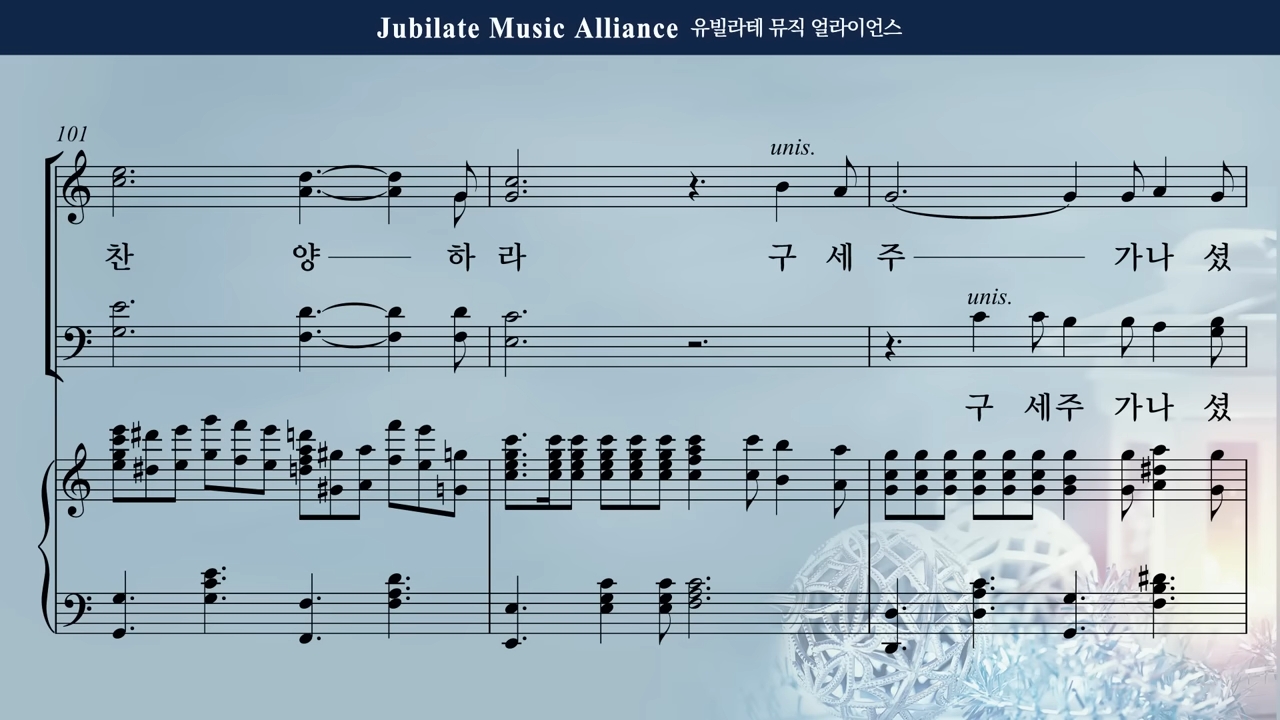 Jubilate Music Alliance 유빌라테 뮤직 얼라이언스
101
unis.
찬 양 하 라 구 세 주 가 나 셨
unis.
구 세 주 가 나 셨